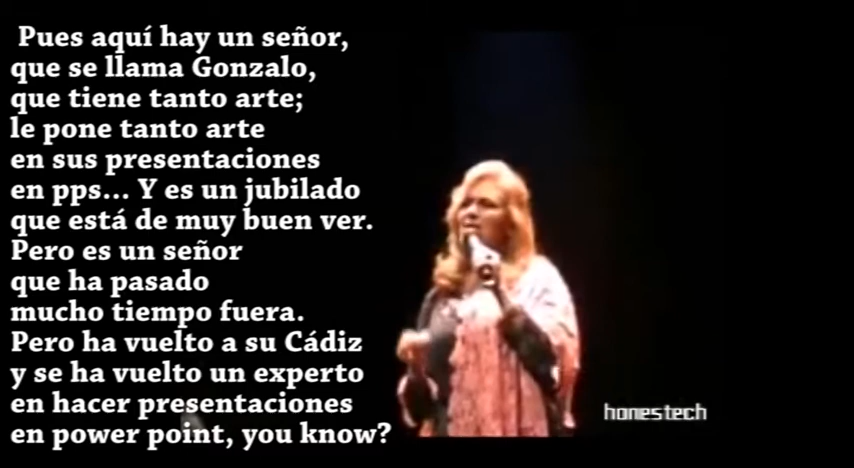 Pues aquí hay un señor,
que se llama Gonzalo,
que tiene tanto arte;
le pone tanto arte
en sus presentaciones
en pps... Y es un jubilado
que está de muy buen ver.
Pero es un señor
que ha pasado
mucho tiempo fuera.
Pero ha vuelto a su Cádiz
y se ha vuelto un experto
en hacer presentaciones
en power point, you know?
honestech